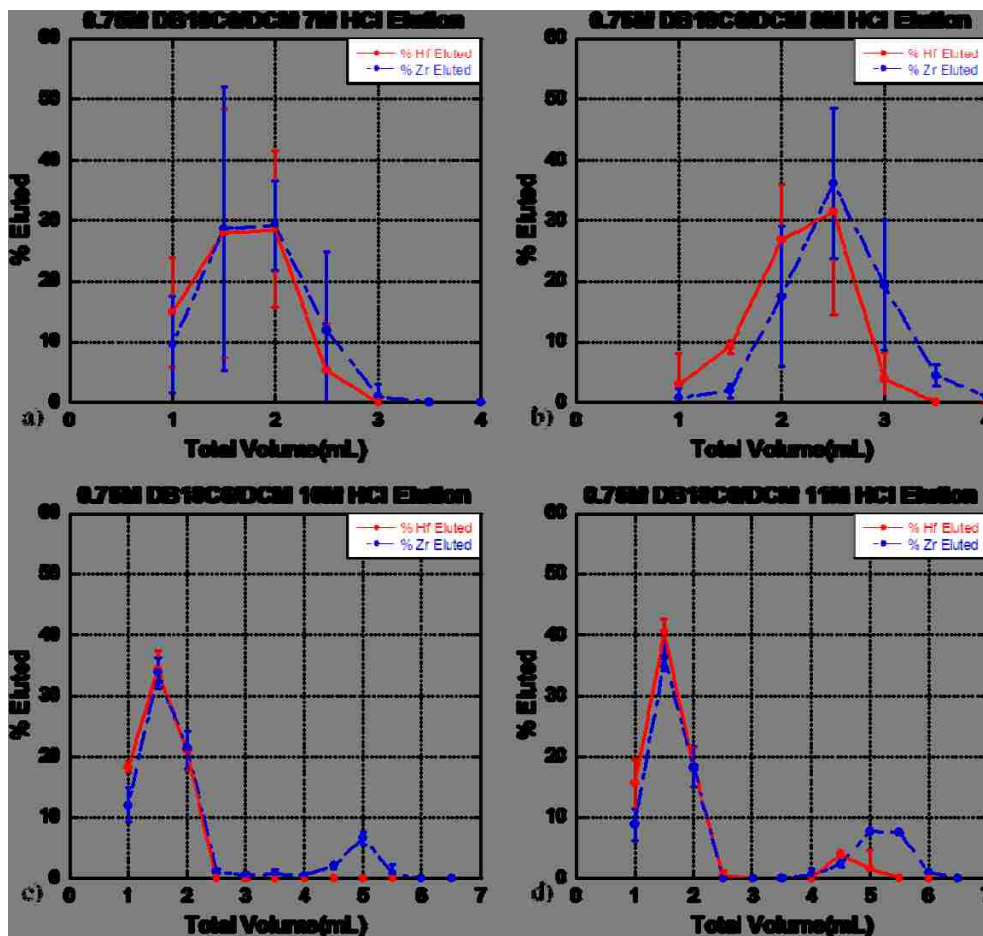 0.75M DB18C6/DCM 7M HCl Elution
60
50
40
30
20
10
0
% Eluted
% Hf Eluted
% Zr Eluted
0 1 2 3 4
a)
Total Volume(mL)
0.75M DB18C6/DCM 8M HCl Elution
60
50
40
30
20
10
0
% Eluted
% Hf Eluted
% Zr Eluted
0 1 2 3 4
b)
Total Volume(mL)
0.75M DB18C6/DCM 10M HCl Elution
60
50
40
30
20
10
0
% Eluted
% Hf Eluted
% Zr Eluted
0 1 2 3 4 5 6 7
c)
Total Volume(mL)
0.75M DB18C6/DCM 11M HCl Elution
60
50
40
30
20
10
0
% Eluted
% Hf Eluted
% Zr Eluted
0 1 2 3 4 5 6 7
d)
Total Volume(mL)